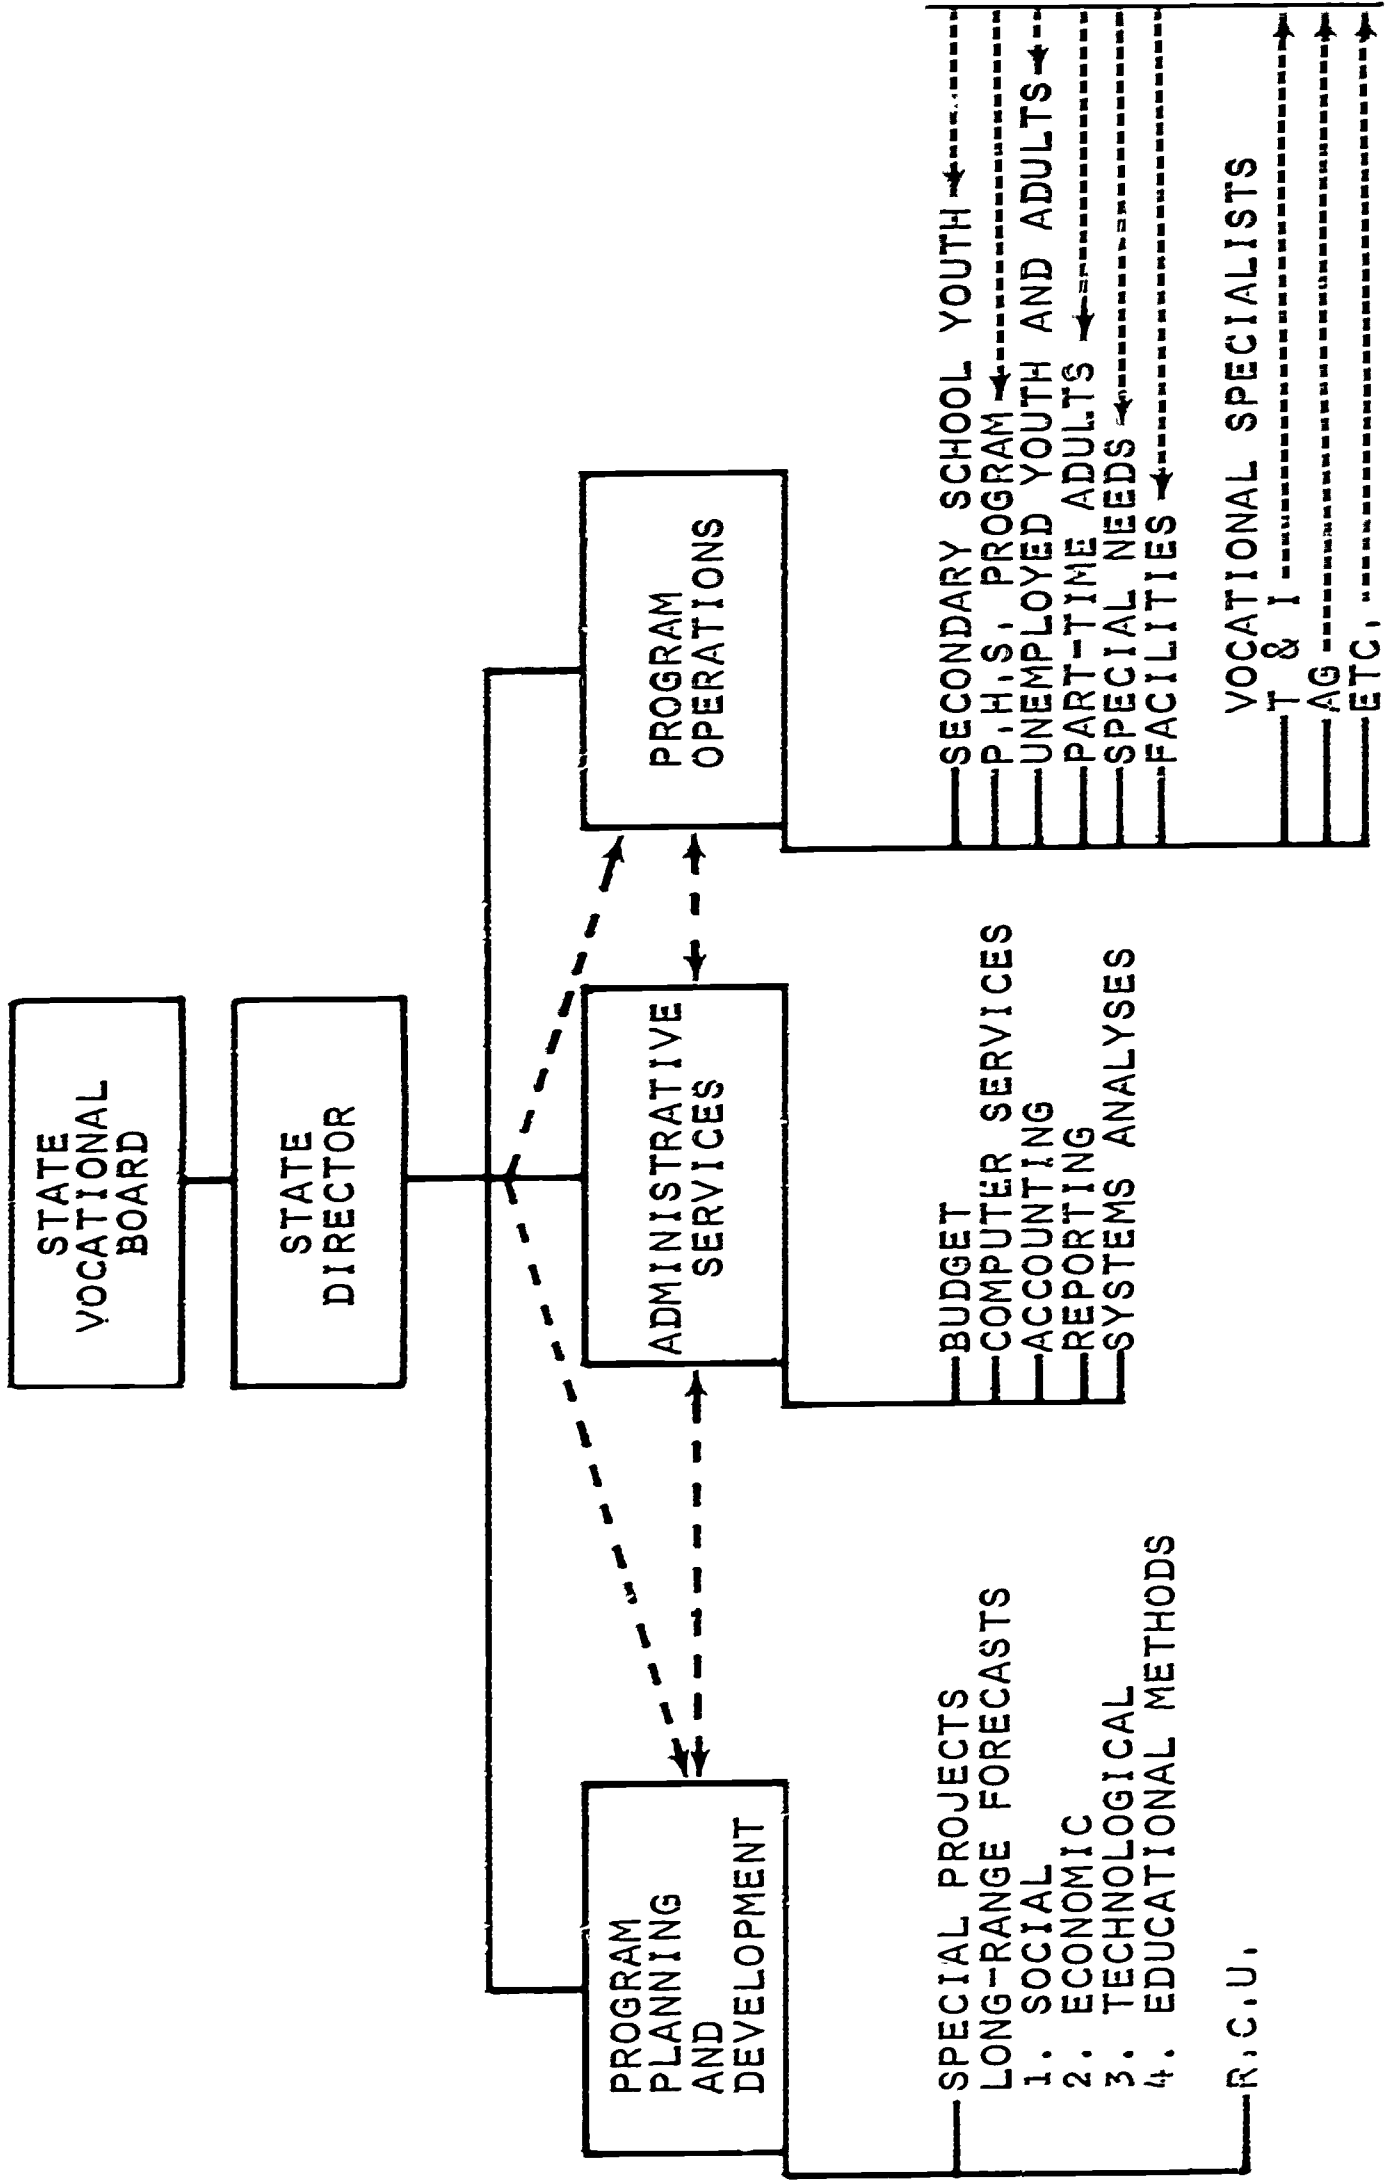 STATE
VOCATIONAL
BOARD
STATE
DIRECTOR
PROGRAM
PLANNING
AND
DEVELOPMENT
ADMINISTRATIVE
SERVICES
PROGRAM
OPERATIONS
SPECIAL PROJECTS
LONG-RANGE FORECASTS
1. SOCIAL
2. ECONOMIC
3. TECHNOLOGICAL
4. EDUCATIONAL METHODS
R.C.U.
BUDGET
COMPUTER SERVICES
ACCOUNTING
REPORTING
SYSTEMS ANALYSES
SECONDARY SCHOOL YOUTH
P.H.S. PROGRAM
UNEMPLOYED YOUTH AND ADULTS
PART-TIME ADULTS
SPECIAL NEEDS
FACILITIES
VOCATIONAL SPECIALISTS
T & I
AG
ETC.